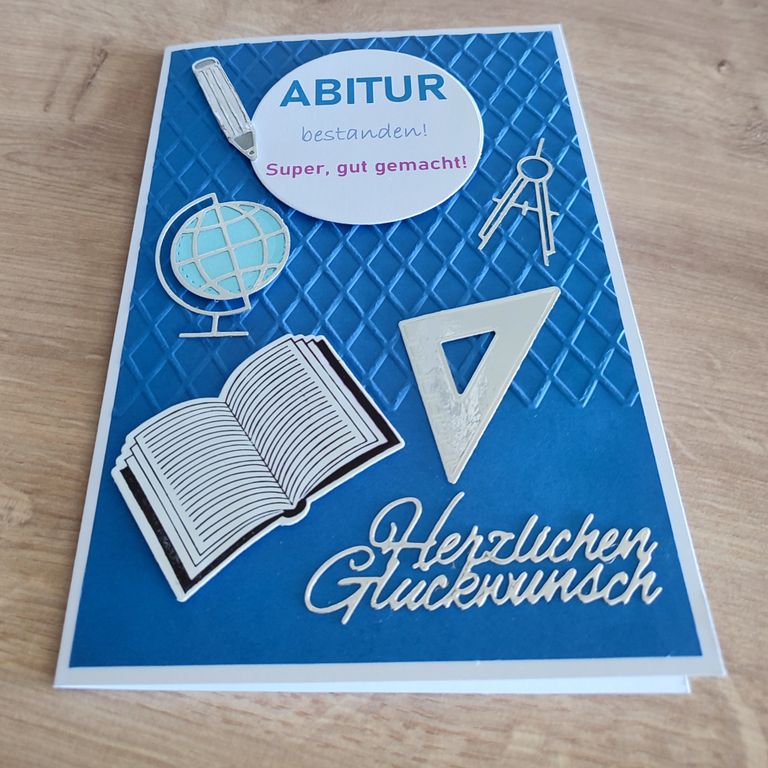 ABITUR
bestanden!
Super, gut gemacht!
Herzlichen
Glückwunsch